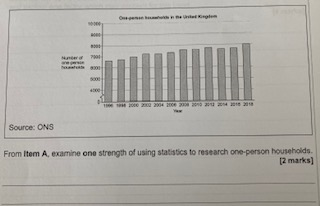 One-person households in the United Kingdom
10000
9000
8000
7000
6000
5000
4000
0
Number of
one-person
households
1996 1998 2000 2002 2004 2006 2008 2010 2012 2014 2016 2018
Year
Source: ONS
From Item A, examine one strength of using statistics to research one-person households.
[2 marks]